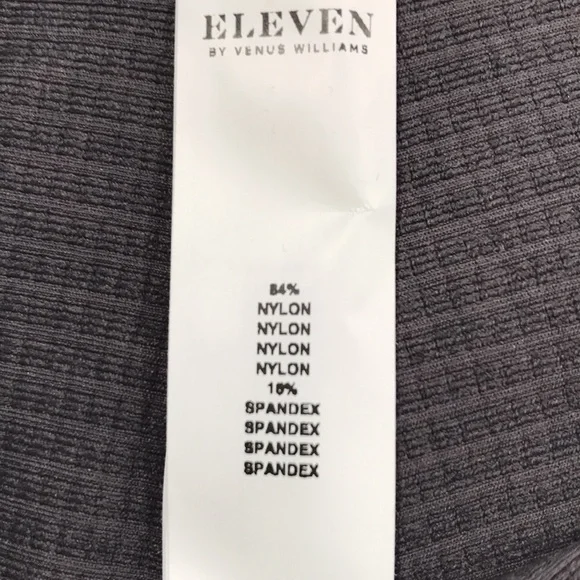 ELEVEN
BY VENUS WILLIAMS
84%
NYLON
NYLON
NYLON
NYLON
16%
SPANDEX
SPANDEX
SPANDEX
SPANDEX